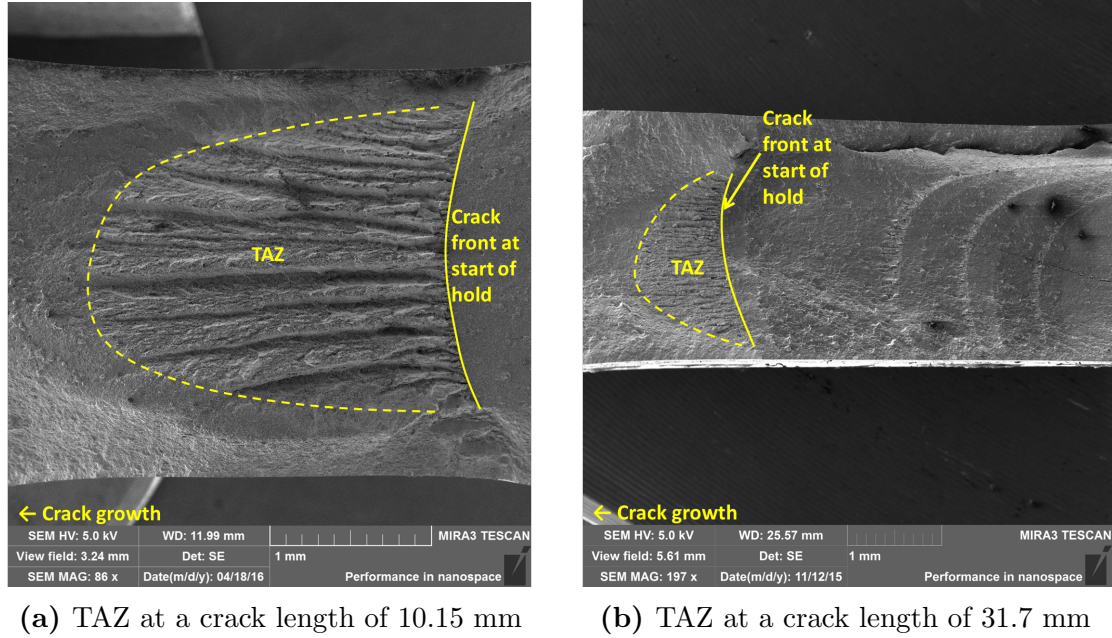 Crack
front at
start of
hold
TAZ
← Crack growth
SEM HV: 5.0 kV WD: 11.99 mm MIRA3 TESCAN
View field: 3.24 mm Det: SE 1 mm
SEM MAG: 86 x Date(m/d/y): 04/18/16 Performance in nanospace
(a) TAZ at a crack length of 10.15 mm
Crack
front at
start of
hold
TAZ
← Crack growth
SEM HV: 5.0 kV WD: 25.57 mm MIRA3 TESCAN
View field: 5.61 mm Det: SE 1 mm
SEM MAG: 197 x Date(m/d/y): 11/12/15 Performance in nanospace
(b) TAZ at a crack length of 31.7 mm